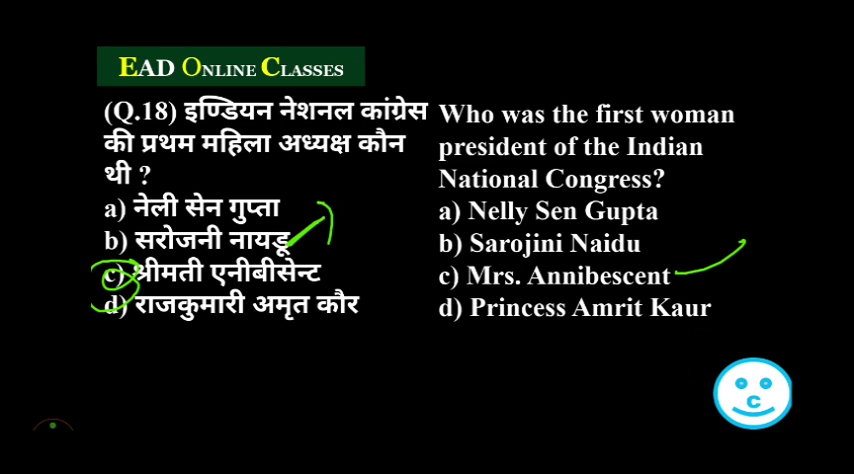 EAD ONLINE CLASSES
(Q.18) इण्डियन नेशनल कांग्रेस
की प्रथम महिला अध्यक्ष कौन
थी ?
a) नेली सेन गुप्ता
b) सरोजनी नायडू
c) श्रीमती एनीबीसेन्ट
d) राजकुमारी अमृत कौर
Who was the first woman
president of the Indian
National Congress?
a) Nelly Sen Gupta
b) Sarojini Naidu
c) Mrs. Annibescent
d) Princess Amrit Kaur
c